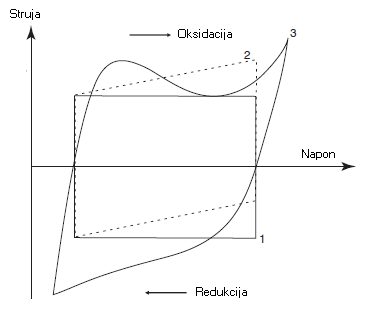 Struja
Oksidacija
3
2
Napon
1
Redukcija